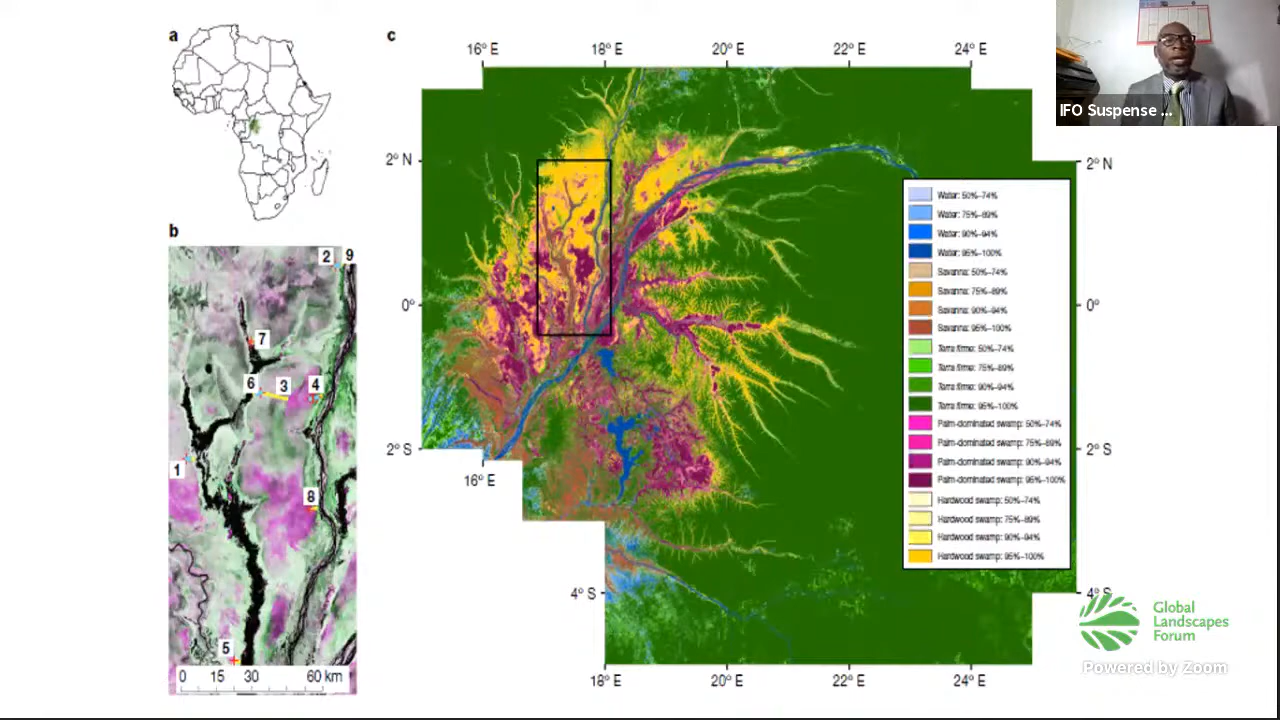 a
c
16° E
18° E
20° E
22° E
24° E
IFO Suspense ...
2° N
2° N
Water: 50%–74%
Water: 75%–89%
Water: 90%–94%
Water: 95%–100%
Savanna: 50%–74%
Savanna: 75%–89%
Savanna: 90%–94%
Savanna: 95%–100%
Terra firme: 50%–74%
Terra firme: 75%–89%
Terra firme: 90%–94%
Terra firme: 95%–100%
Palm-dominated swamp: 50%–74%
Palm-dominated swamp: 75%–89%
Palm-dominated swamp: 90%–94%
Palm-dominated swamp: 95%–100%
Hardwood swamp: 50%–74%
Hardwood swamp: 75%–89%
Hardwood swamp: 90%–94%
Hardwood swamp: 95%–100%
b
2 9
7
6 3 4
1
8
5
0 15 30 60 km
0°
0°
2° S
2° S
16° E
4° S
4° S
18° E
20° E
22° E
24° E
Global
Landscapes
Forum
Powered by Zoom